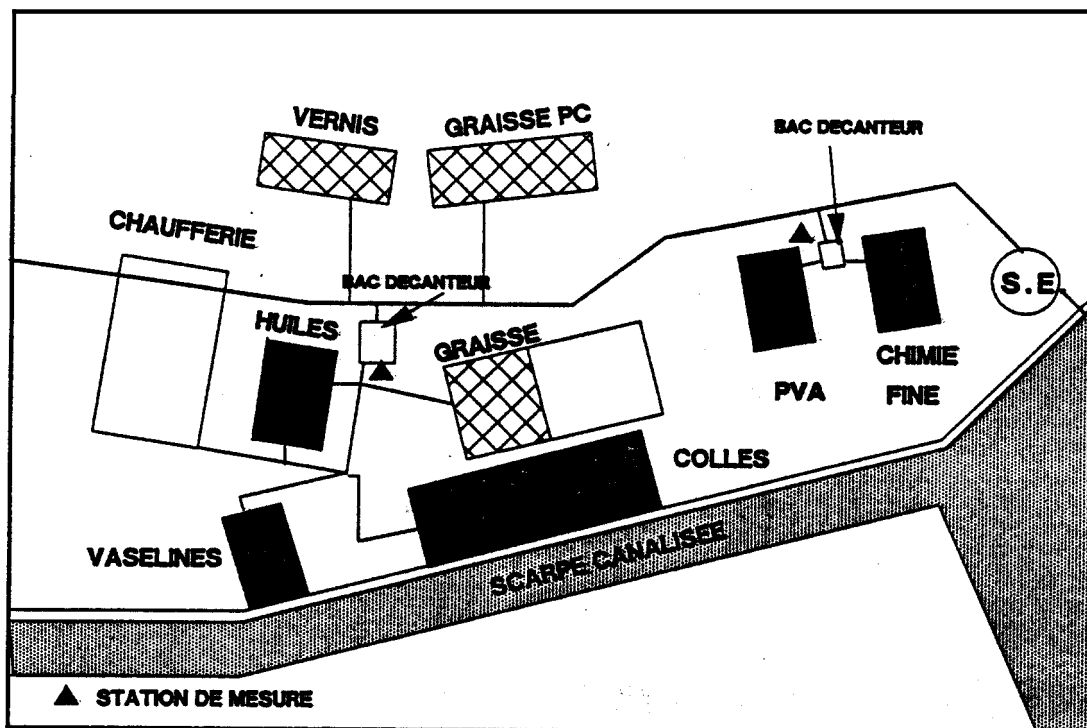 VERNIS
GRAISSE PC
BAC DECANTEUR
CHAUFFERIE
BAC DECANTEUR
S.E.
HUILES
GRAISSE
CHIMIE
FINE
PVA
COLLES
VASELINES
SCARPE CANALISEE
▲ STATION DE MESURE